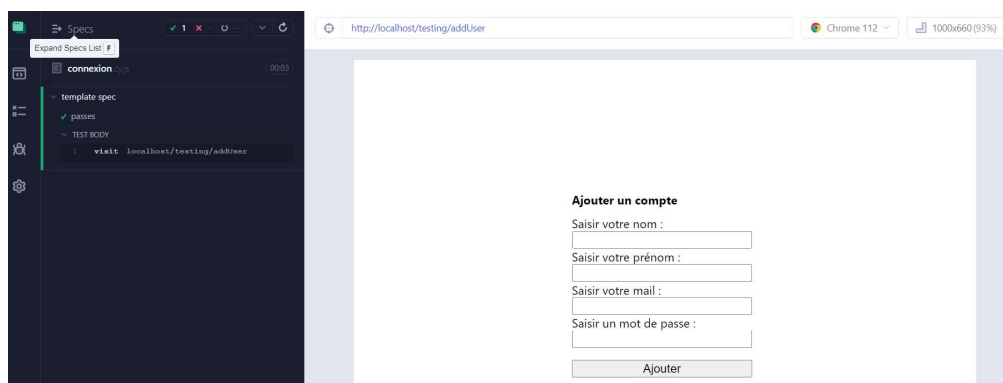 Specs
1
Expand Specs List F
connexion.cy.js
00:03
template spec
passes
TEST BODY
1 visit localhost/testing/addUser
http://localhost/testing/addUser
Chrome 112
1000x660 (93%)
Ajouter un compte
Saisir votre nom :
Saisir votre prénom :
Saisir votre mail :
Saisir un mot de passe :
Ajouter